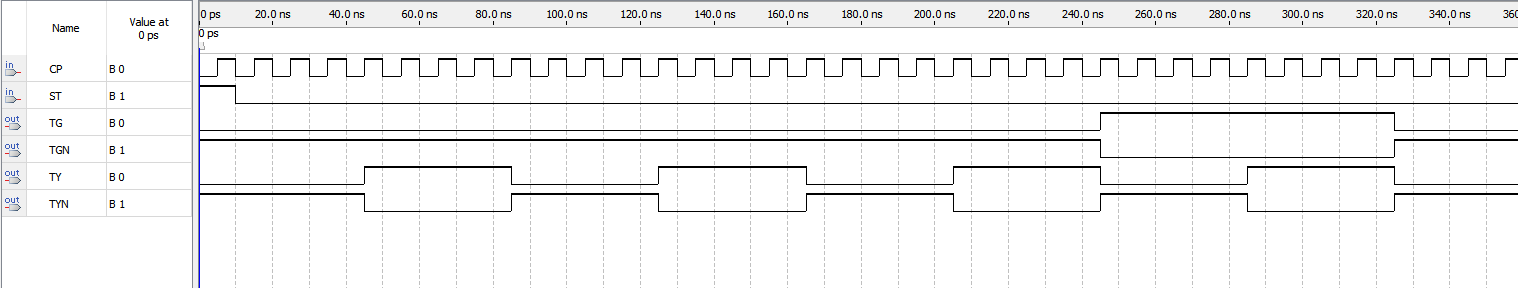 Name
Value at
0 ps
0 ps 20.0 ns 40.0 ns 60.0 ns 80.0 ns 100.0 ns 120.0 ns 140.0 ns 160.0 ns 180.0 ns 200.0 ns 220.0 ns 240.0 ns 260.0 ns 280.0 ns 300.0 ns 320.0 ns 340.0 ns 360
0 ps
in CP B 0
in ST B 1
out TG B 0
out TGN B 1
out TY B 0
out TYN B 1